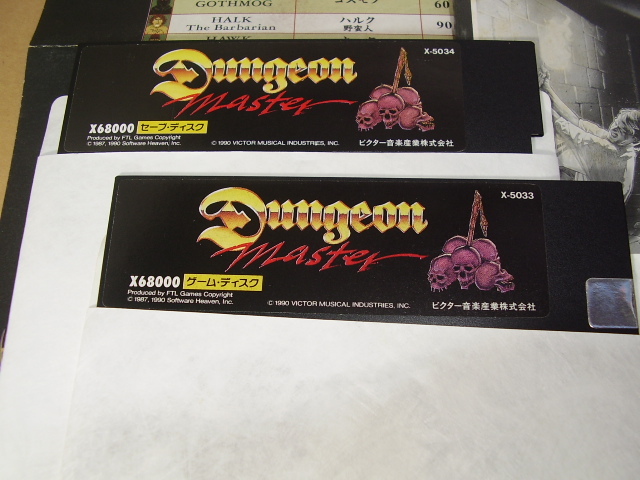 GOTHMOG
コスモ
60
HALK
The Barbarian
ハルク
野蛮人
90
HAWK
X-5034
Dungeon
Master
X68000 セーブ・ディスク
Produced by FTL Games Copyright
© 1987, 1990 Software Heaven, Inc.
© 1990 VICTOR MUSICAL INDUSTRIES, INC.
ビクター音楽産業株式会社
X-5033
Dungeon
Master
X68000 ゲーム・ディスク
Produced by FTL Games Copyright
© 1987, 1990 Software Heaven, Inc.
© 1990 VICTOR MUSICAL INDUSTRIES, INC.
ビクター音楽産業株式会社